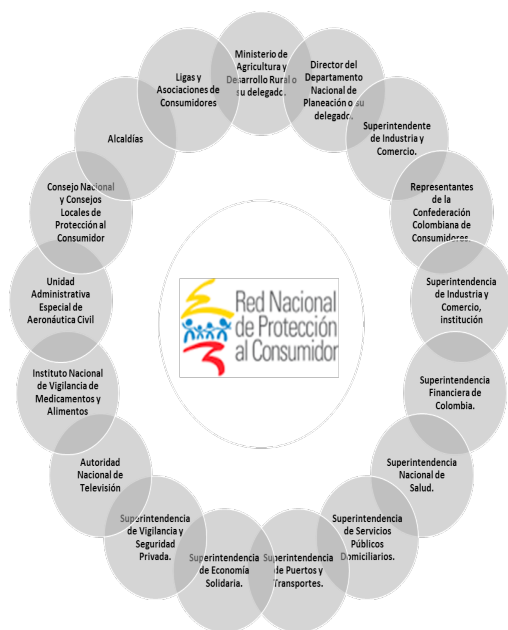 Ministerio de
Agricultura y
Desarrollo Rural o
su delegado.
Director del
Departamento
Nacional de
Planeación o su
delegado.
Superintendente
de Industria y
Comercio.
Representantes
de la
Confederación
Colombiana de
Consumidores.
Superintendencia
de Industria y
Comercio,
institución
Superintendencia
Financiera de
Colombia.
Superintendencia
Nacional de
Salud.
Superintendencia
de Servicios
Públicos
Domiciliarios.
Superintendencia
de Puertos y
Transportes.
Superintendencia
de Economía
Solidaria.
Superintendencia
de Vigilancia y
Seguridad
Privada.
Autoridad
Nacional de
Televisión
Instituto Nacional
de Vigilancia de
Medicamentos y
Alimentos
Unidad
Administrativa
Especial de
Aeronáutica Civil
Consejo Nacional
y Consejos
Locales de
Protección al
Consumidor
Alcaldías
Ligas y
Asociaciones de
Consumidores
Red Nacional
de Protección
al Consumidor